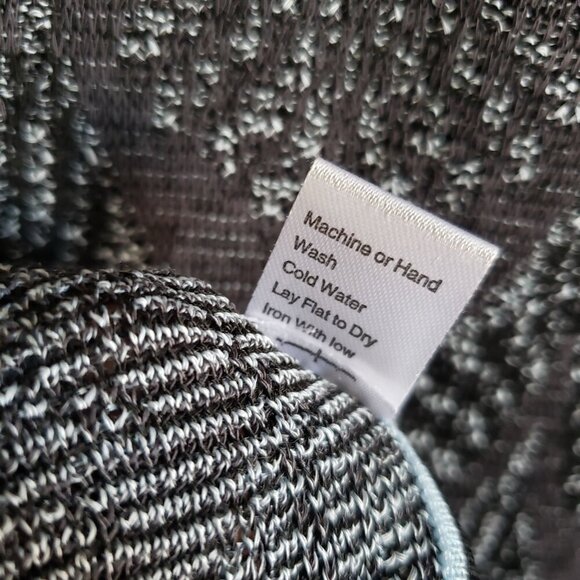 Machine or Hand
Wash
Cold Water
Lay Flat to Dry
Iron With low